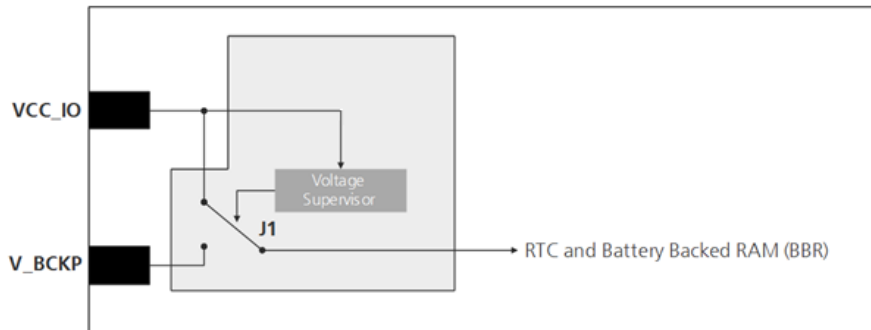 VCC_IO
Voltage
Supervisor
J1
RTC and Battery Backed RAM (BBR)
V_BCKP